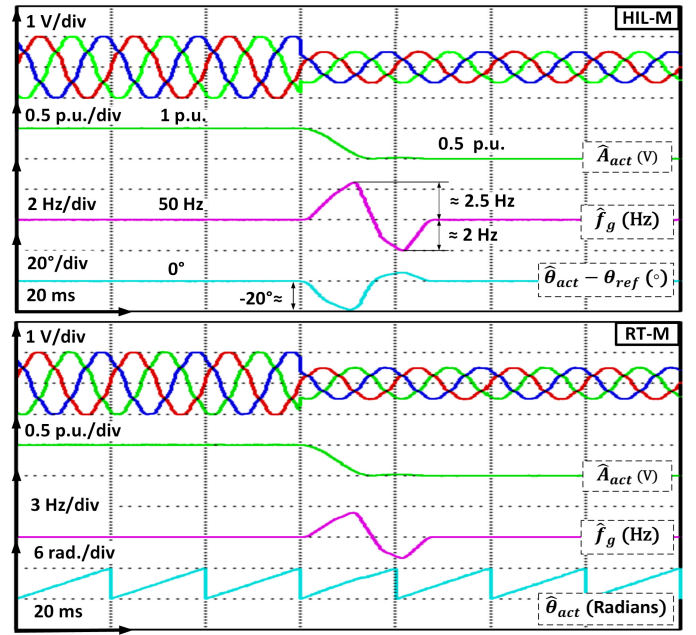 1 V/div
HIL-M
0.5 p.u./div
1 p.u.
0.5 p.u.
Â_act (V)
2 Hz/div
50 Hz
≈ 2.5 Hz
f̂_g (Hz)
≈ 2 Hz
20°/div
0°
θ̂_act − θ_ref (∘)
20 ms
-20°≈
1 V/div
RT-M
0.5 p.u./div
Â_act (V)
3 Hz/div
f̂_g (Hz)
6 rad./div
20 ms
θ̂_act (Radians)